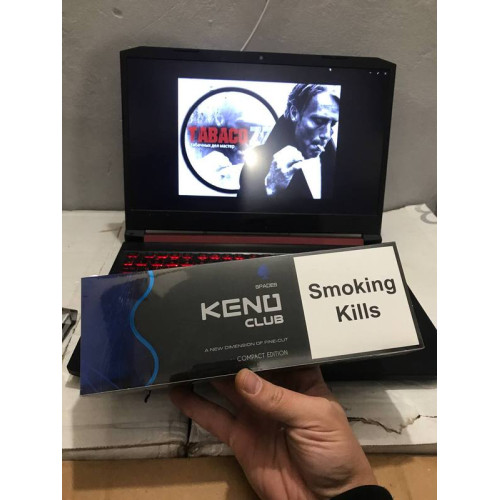 TABACO
SPACES
KENO
CLUB
A NEW DIMENSION OF FINE-CUT
COMPACT EDITION
Smoking
Kills